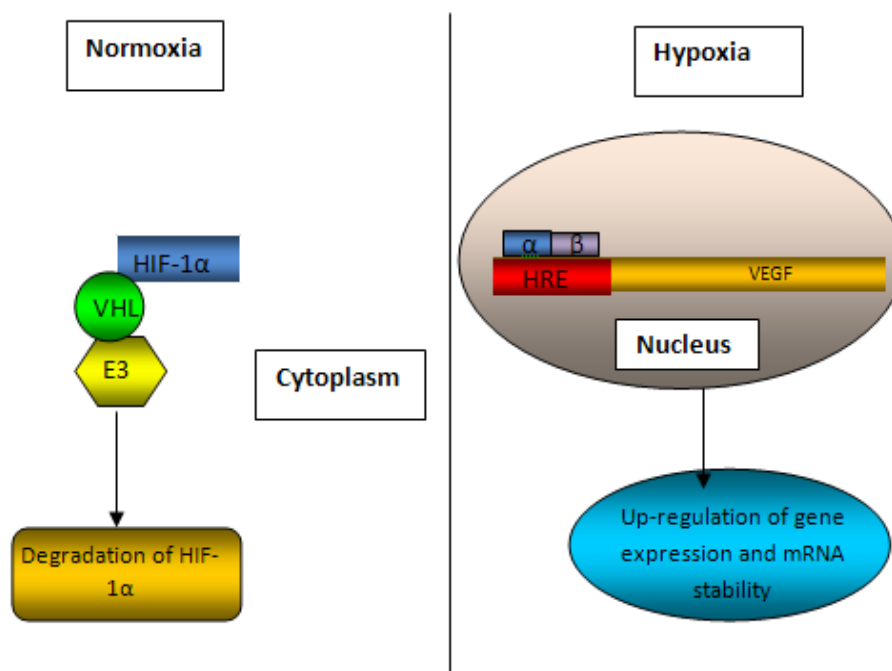 Normoxia
HIF-1α
VHL
E3
Cytoplasm
Degradation of HIF-
1α
Hypoxia
α β
HRE VEGF
Nucleus
Up-regulation of gene
expression and mRNA
stability